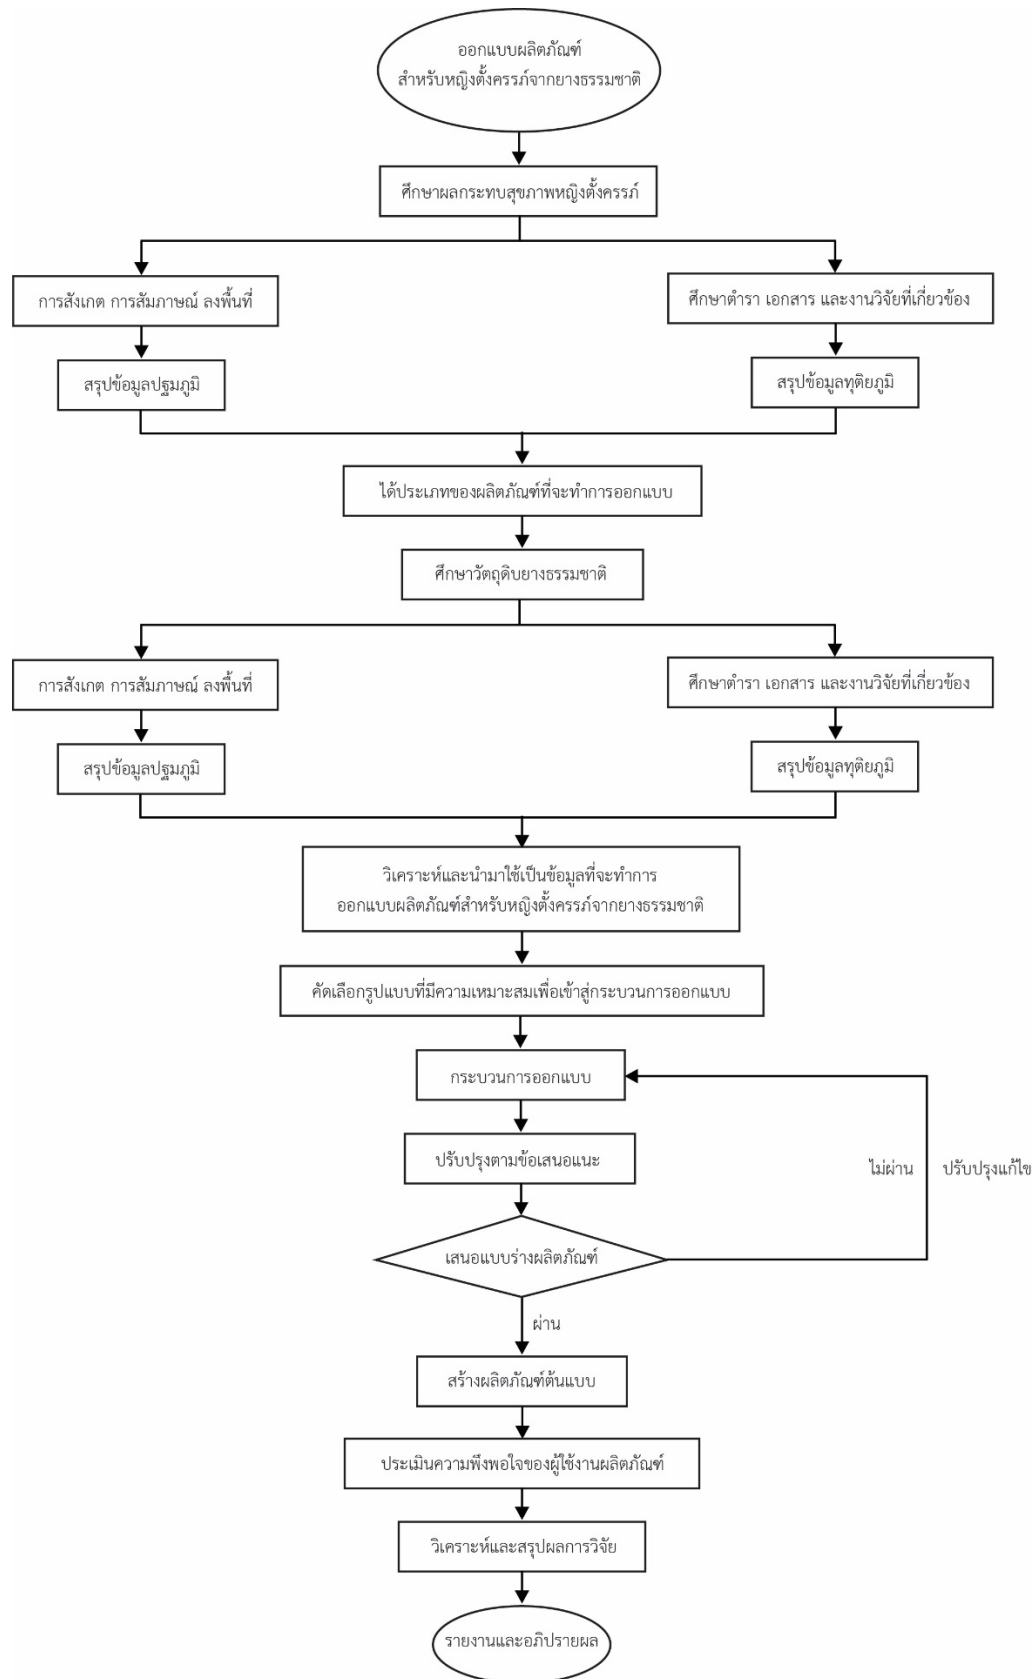 ออกแบบผลิตภัณฑ์
สำหรับหญิงตั้งครรภ์จากยางธรรมชาติ
ศึกษาผลกระทบสุขภาพหญิงตั้งครรภ์
การสังเกต การสัมภาษณ์ ลงพื้นที่
ศึกษาตำรา เอกสาร และงานวิจัยที่เกี่ยวข้อง
สรุปข้อมูลปฐมภูมิ
สรุปข้อมูลทุติยภูมิ
ได้ประเภทของผลิตภัณฑ์ที่จะทำการออกแบบ
ศึกษาวัตถุดิบยางธรรมชาติ
การสังเกต การสัมภาษณ์ ลงพื้นที่
ศึกษาตำรา เอกสาร และงานวิจัยที่เกี่ยวข้อง
สรุปข้อมูลปฐมภูมิ
สรุปข้อมูลทุติยภูมิ
วิเคราะห์และนำมาใช้เป็นข้อมูลที่จะทำการ
ออกแบบผลิตภัณฑ์สำหรับหญิงตั้งครรภ์จากยางธรรมชาติ
คัดเลือกรูปแบบที่มีความเหมาะสมเพื่อเข้าสู่กระบวนการออกแบบ
กระบวนการออกแบบ
ปรับปรุงตามข้อเสนอแนะ
ไม่ผ่าน
ปรับปรุงแก้ไข
เสนอแบบร่างผลิตภัณฑ์
ผ่าน
สร้างผลิตภัณฑ์ต้นแบบ
ประเมินความพึงพอใจของผู้ใช้งานผลิตภัณฑ์
วิเคราะห์และสรุปผลการวิจัย
รายงานและอภิปรายผล